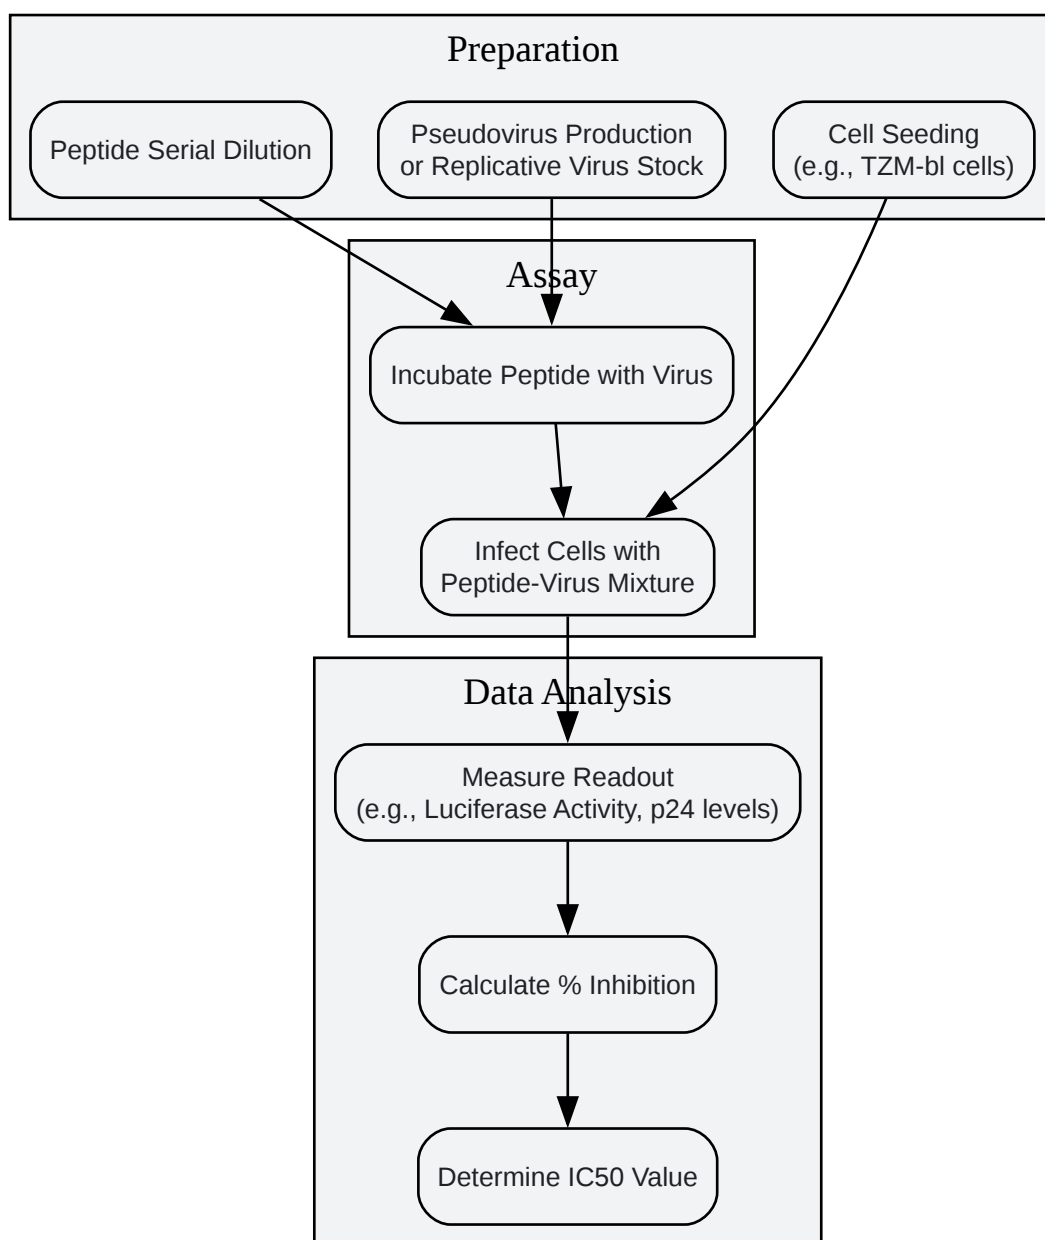 Preparation
Peptide Serial Dilution
Pseudovirus Production
or Replicative Virus Stock
Cell Seeding
(e.g., TZM-bl cells)
Assay
Incubate Peptide with Virus
Infect Cells with
Peptide-Virus Mixture
Data Analysis
Measure Readout
(e.g., Luciferase Activity, p24 levels)
Calculate % Inhibition
Determine IC50 Value